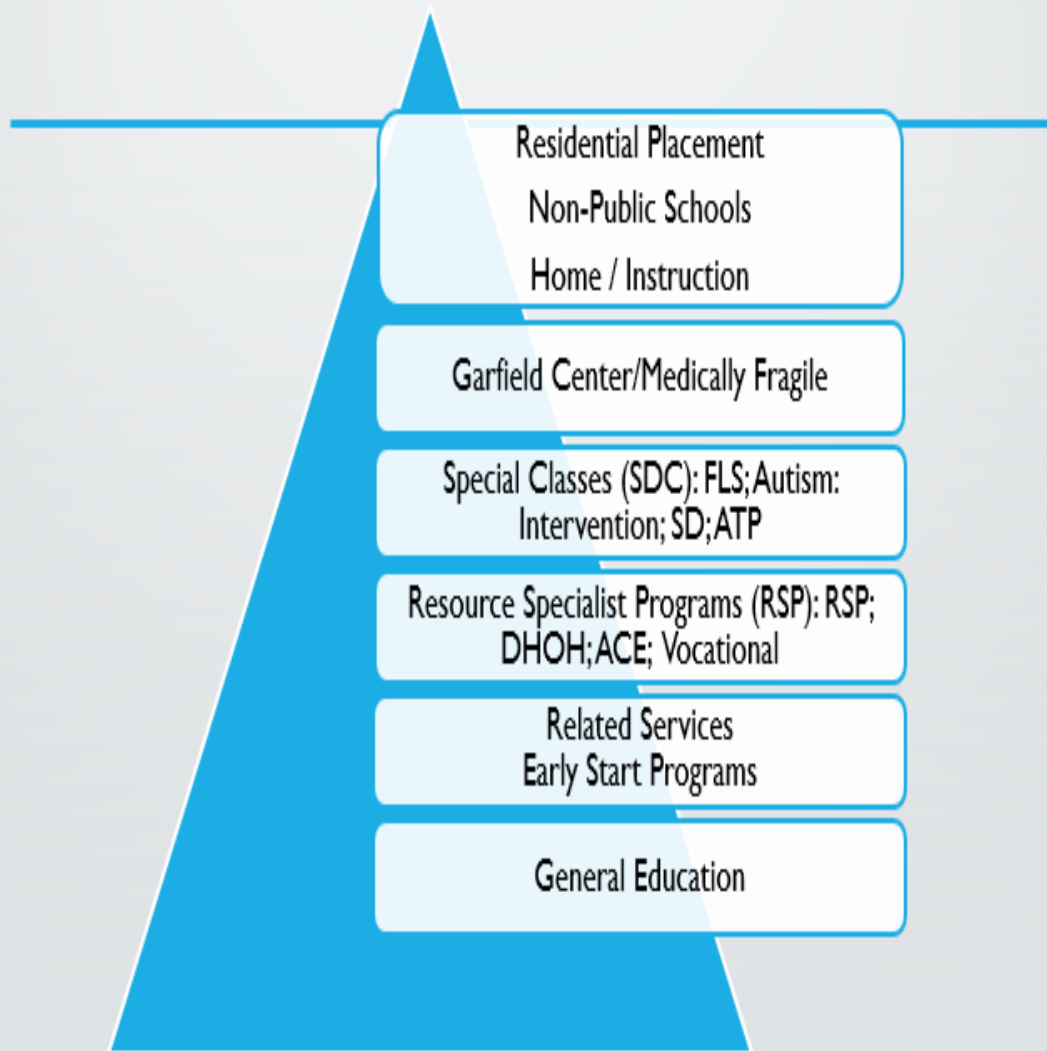 Residential Placement
Non-Public Schools
Home / Instruction
Garfield Center/Medically Fragile
Special Classes (SDC): FLS; Autism:
Intervention; SD; ATP
Resource Specialist Programs (RSP): RSP;
DHOH; ACE; Vocational
Related Services
Early Start Programs
General Education